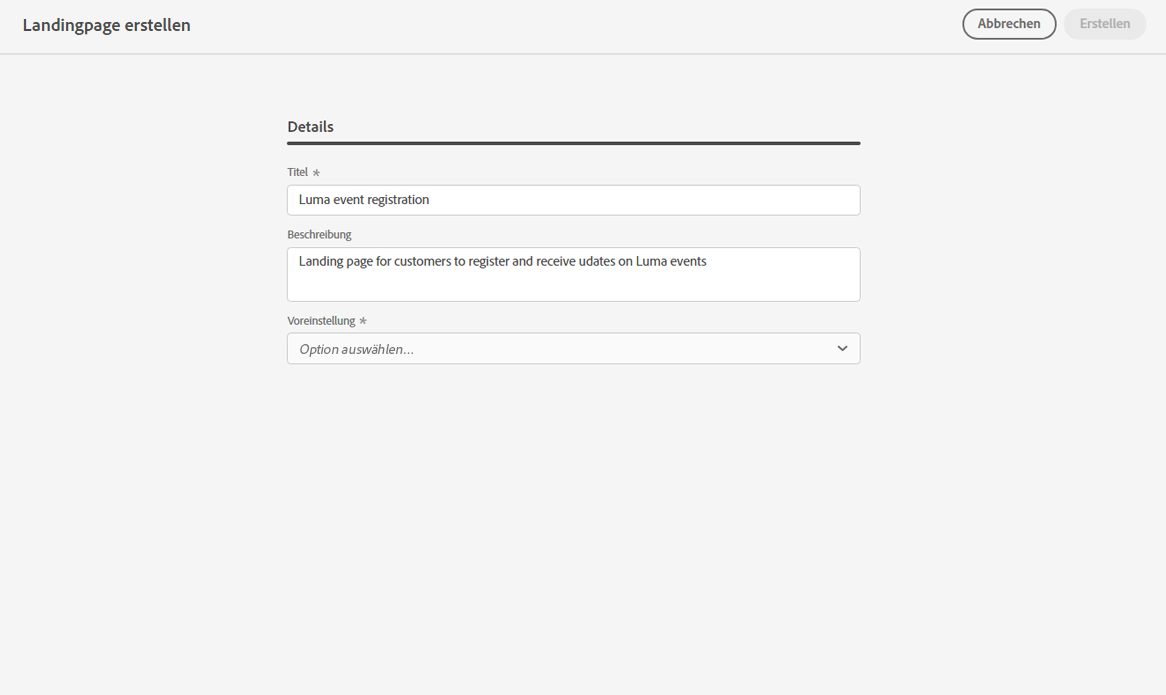 Landingpage erstellen
Abbrechen
Erstellen
Details
Titel *
Luma event registration
Beschreibung
Landing page for customers to register and receive udates on Luma events
Voreinstellung *
Option auswählen...